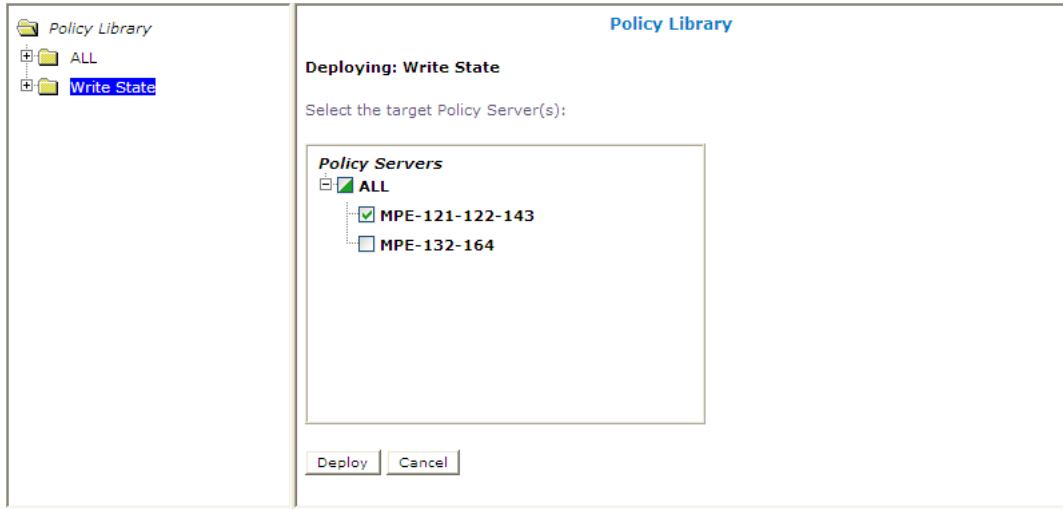 Policy Library
ALL
Write State
Policy Library
Deploying: Write State
Select the target Policy Server(s):
Policy Servers
ALL
MPE-121-122-143
MPE-132-164
Deploy
Cancel